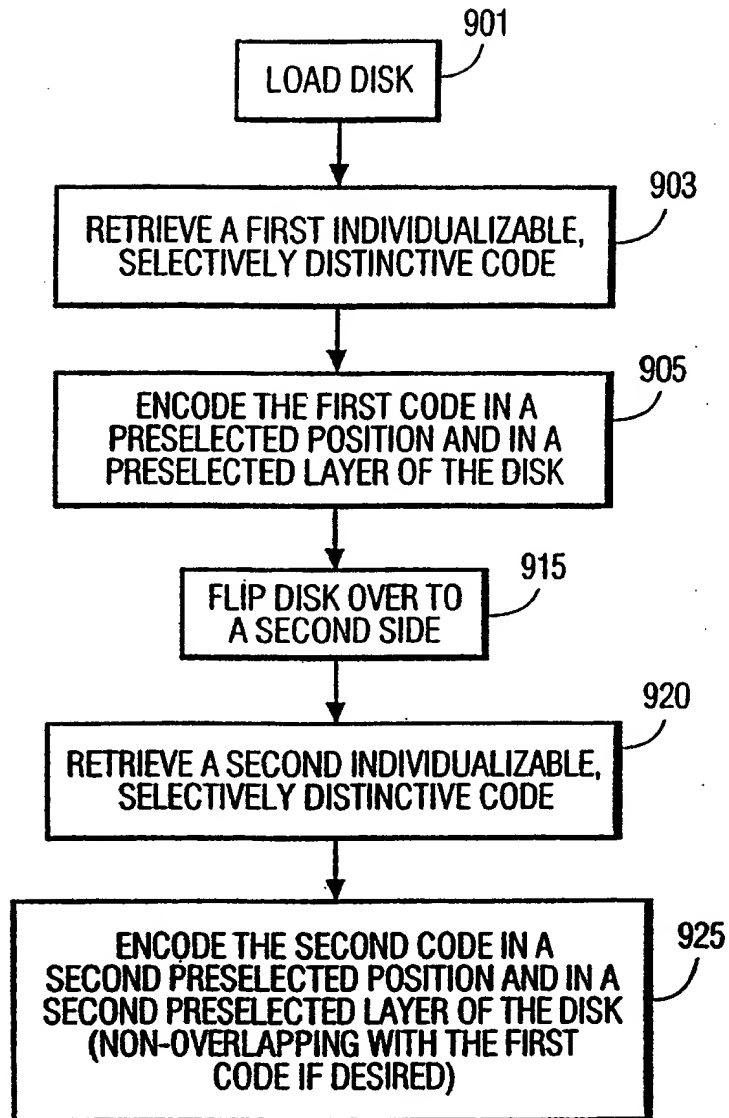 901
LOAD DISK
903
RETRIEVE A FIRST INDIVIDUALIZABLE,
SELECTIVELY DISTINCTIVE CODE
905
ENCODE THE FIRST CODE IN A
PRESELECTED POSITION AND IN A
PRESELECTED LAYER OF THE DISK
915
FLIP DISK OVER TO
A SECOND SIDE
920
RETRIEVE A SECOND INDIVIDUALIZABLE,
SELECTIVELY DISTINCTIVE CODE
925
ENCODE THE SECOND CODE IN A
SECOND PRESELECTED POSITION AND IN A
SECOND PRESELECTED LAYER OF THE DISK
(NON-OVERLAPPING WITH THE FIRST
CODE IF DESIRED)